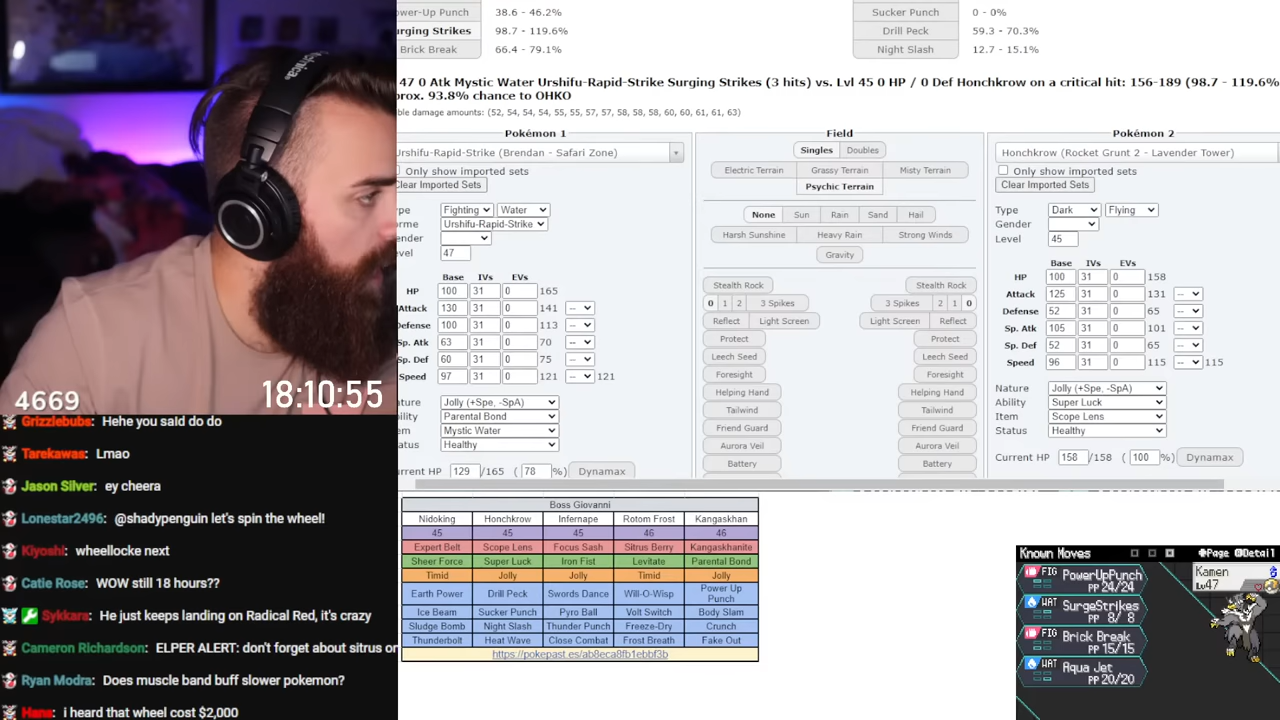 ower-Up Punch 38.6 - 46.2%
urging Strikes 98.7 - 119.6%
Brick Break 66.4 - 79.1%
Sucker Punch 0 - 0%
Drill Peck 59.3 - 70.3%
Night Slash 12.7 - 15.1%
47 0 Atk Mystic Water Urshifu-Rapid-Strike Surging Strikes (3 hits) vs. Lvl 45 0 HP / 0 Def Honchkrow on a critical hit: 156-189 (98.7 - 119.6%
rox. 93.8% chance to OHKO
ble damage amounts: (52, 54, 54, 54, 55, 55, 57, 57, 58, 58, 58, 60, 60, 61, 61, 63)
Pokémon 1
Urshifu-Rapid-Strike (Brendan - Safari Zone)
Only show imported sets
Clear Imported Sets
ype Fighting Water
orme Urshifu-Rapid-Strike
ender
evel 47
Base IVs EVs
HP 100 31 0 165
Attack 130 31 0 141 --
Defense 100 31 0 113 --
Sp. Atk 63 31 0 70 --
Sp. Def 60 31 0 75 --
Speed 97 31 0 121 -- 121
ature Jolly (+Spe, -SpA)
bility Parental Bond
em Mystic Water
tatus Healthy
urrent HP 129 /165 ( 78 %) Dynamax
Field
Singles Doubles
Electric Terrain Grassy Terrain Misty Terrain
Psychic Terrain
None Sun Rain Sand Hail
Harsh Sunshine Heavy Rain Strong Winds
Gravity
Stealth Rock Stealth Rock
0 1 2 3 Spikes 3 Spikes 2 1 0
Reflect Light Screen Light Screen Reflect
Protect Protect
Leech Seed Leech Seed
Foresight Foresight
Helping Hand Helping Hand
Tailwind Tailwind
Friend Guard Friend Guard
Aurora Veil Aurora Veil
Battery Battery
Pokémon 2
Honchkrow (Rocket Grunt 2 - Lavender Tower)
Only show imported sets
Clear Imported Sets
Type Dark Flying
Gender
Level 45
Base IVs EVs
HP 100 31 0 158
Attack 125 31 0 131 --
Defense 52 31 0 65 --
Sp. Atk 105 31 0 101 --
Sp. Def 52 31 0 65 --
Speed 96 31 0 115 -- 115
Nature Jolly (+Spe, -SpA)
Ability Super Luck
Item Scope Lens
Status Healthy
Current HP 158 /158 ( 100 %) Dynamax
4669
18:10:55
Grizzlebubs: Hehe you said do do
Tarekawas: Lmao
Jason Silver: ey cheera
Lonestar2496: @shadypenguin let's spin the wheel!
Kiyoshi: wheellocke next
Catie Rose: WOW still 18 hours??
Sykkara: He just keeps landing on Radical Red, it's crazy
Cameron Richardson: ELPER ALERT: don't forget about sitrus or
Ryan Modra: Does muscle band buff slower pokemon?
Hans: i heard that wheel cost $2,000
Boss Giovanni
Nidoking Honchkrow Infernape Rotom Frost Kangaskhan
45 45 45 46 46
Expert Belt Scope Lens Focus Sash Sitrus Berry Kangaskhanite
Sheer Force Super Luck Iron Fist Levitate Parental Bond
Timid Jolly Jolly Timid Jolly
Earth Power Drill Peck Swords Dance Will-O-Wisp Power Up Punch
Ice Beam Sucker Punch Pyro Ball Volt Switch Body Slam
Sludge Bomb Night Slash Thunder Punch Freeze-Dry Crunch
Thunderbolt Heat Wave Close Combat Frost Breath Fake Out
https://pokepast.es/ab8eca8fb1ebbf3b
Known Moves Page Detail
FIG PowerUpPunch
PP 24/24
WAT SurgeStrikes
PP 8/ 8
FIG Brick Break
PP 15/15
WAT Aqua Jet
PP 20/20
Kamen
Lv47